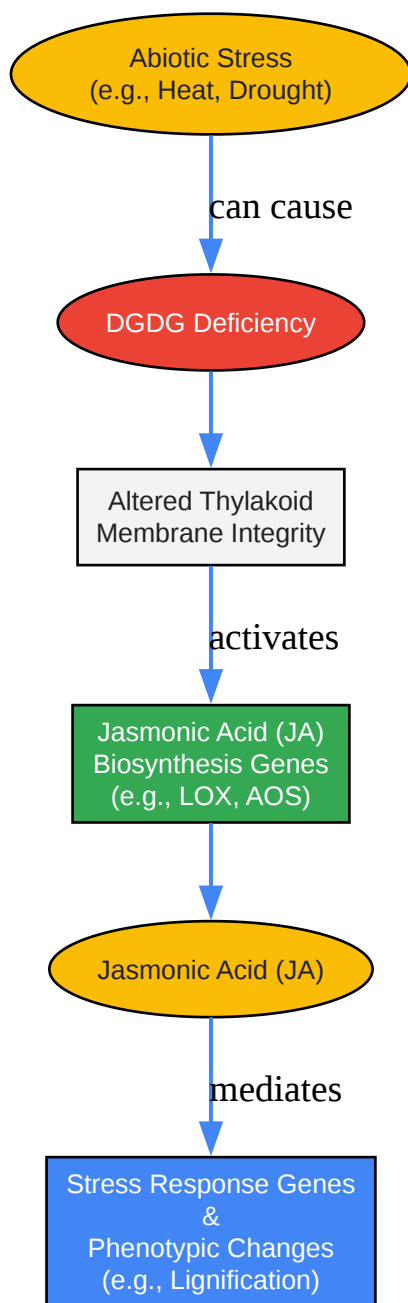 Abiotic Stress
(e.g., Heat, Drought)
can cause
DGDG Deficiency
Altered Thylakoid
Membrane Integrity
activates
Jasmonic Acid (JA)
Biosynthesis Genes
(e.g., LOX, AOS)
Jasmonic Acid (JA)
mediates
Stress Response Genes
&
Phenotypic Changes
(e.g., Lignification)